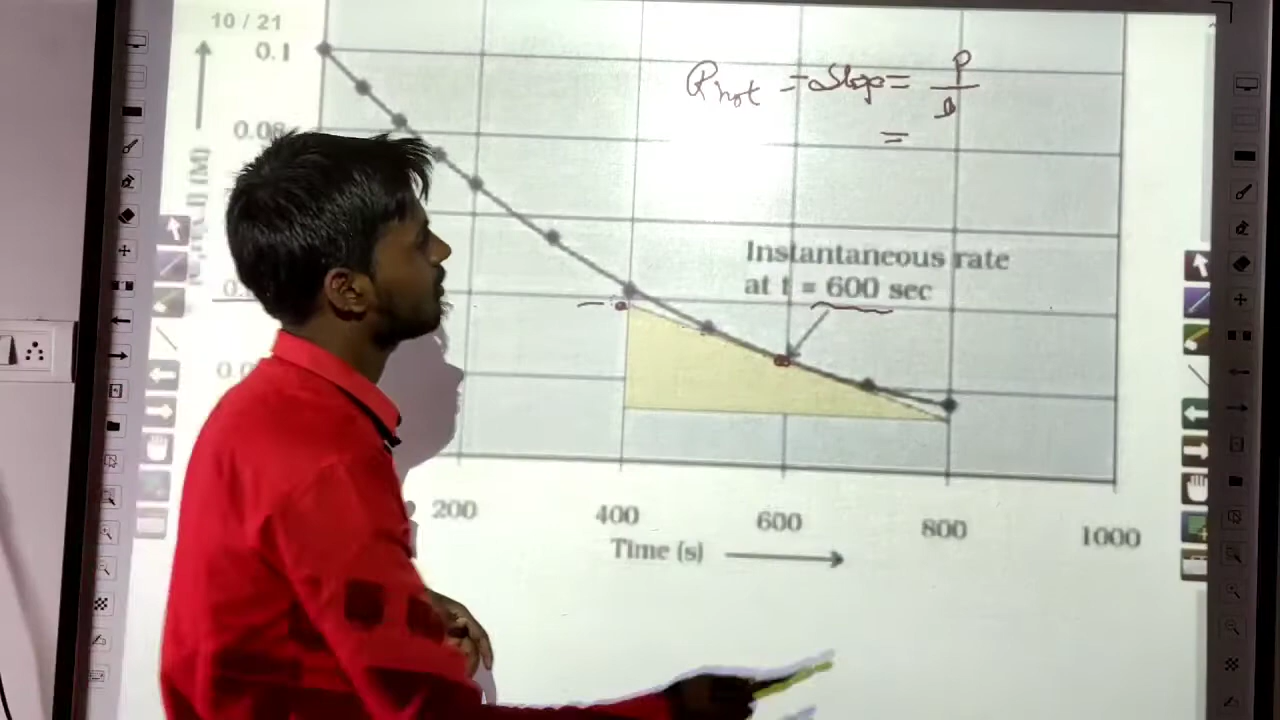 10 / 21
0.1
0.08
Rinst = Slope = P
=
Instantaneous rate
at t = 600 sec
200 400 600 800 1000
Time (s)